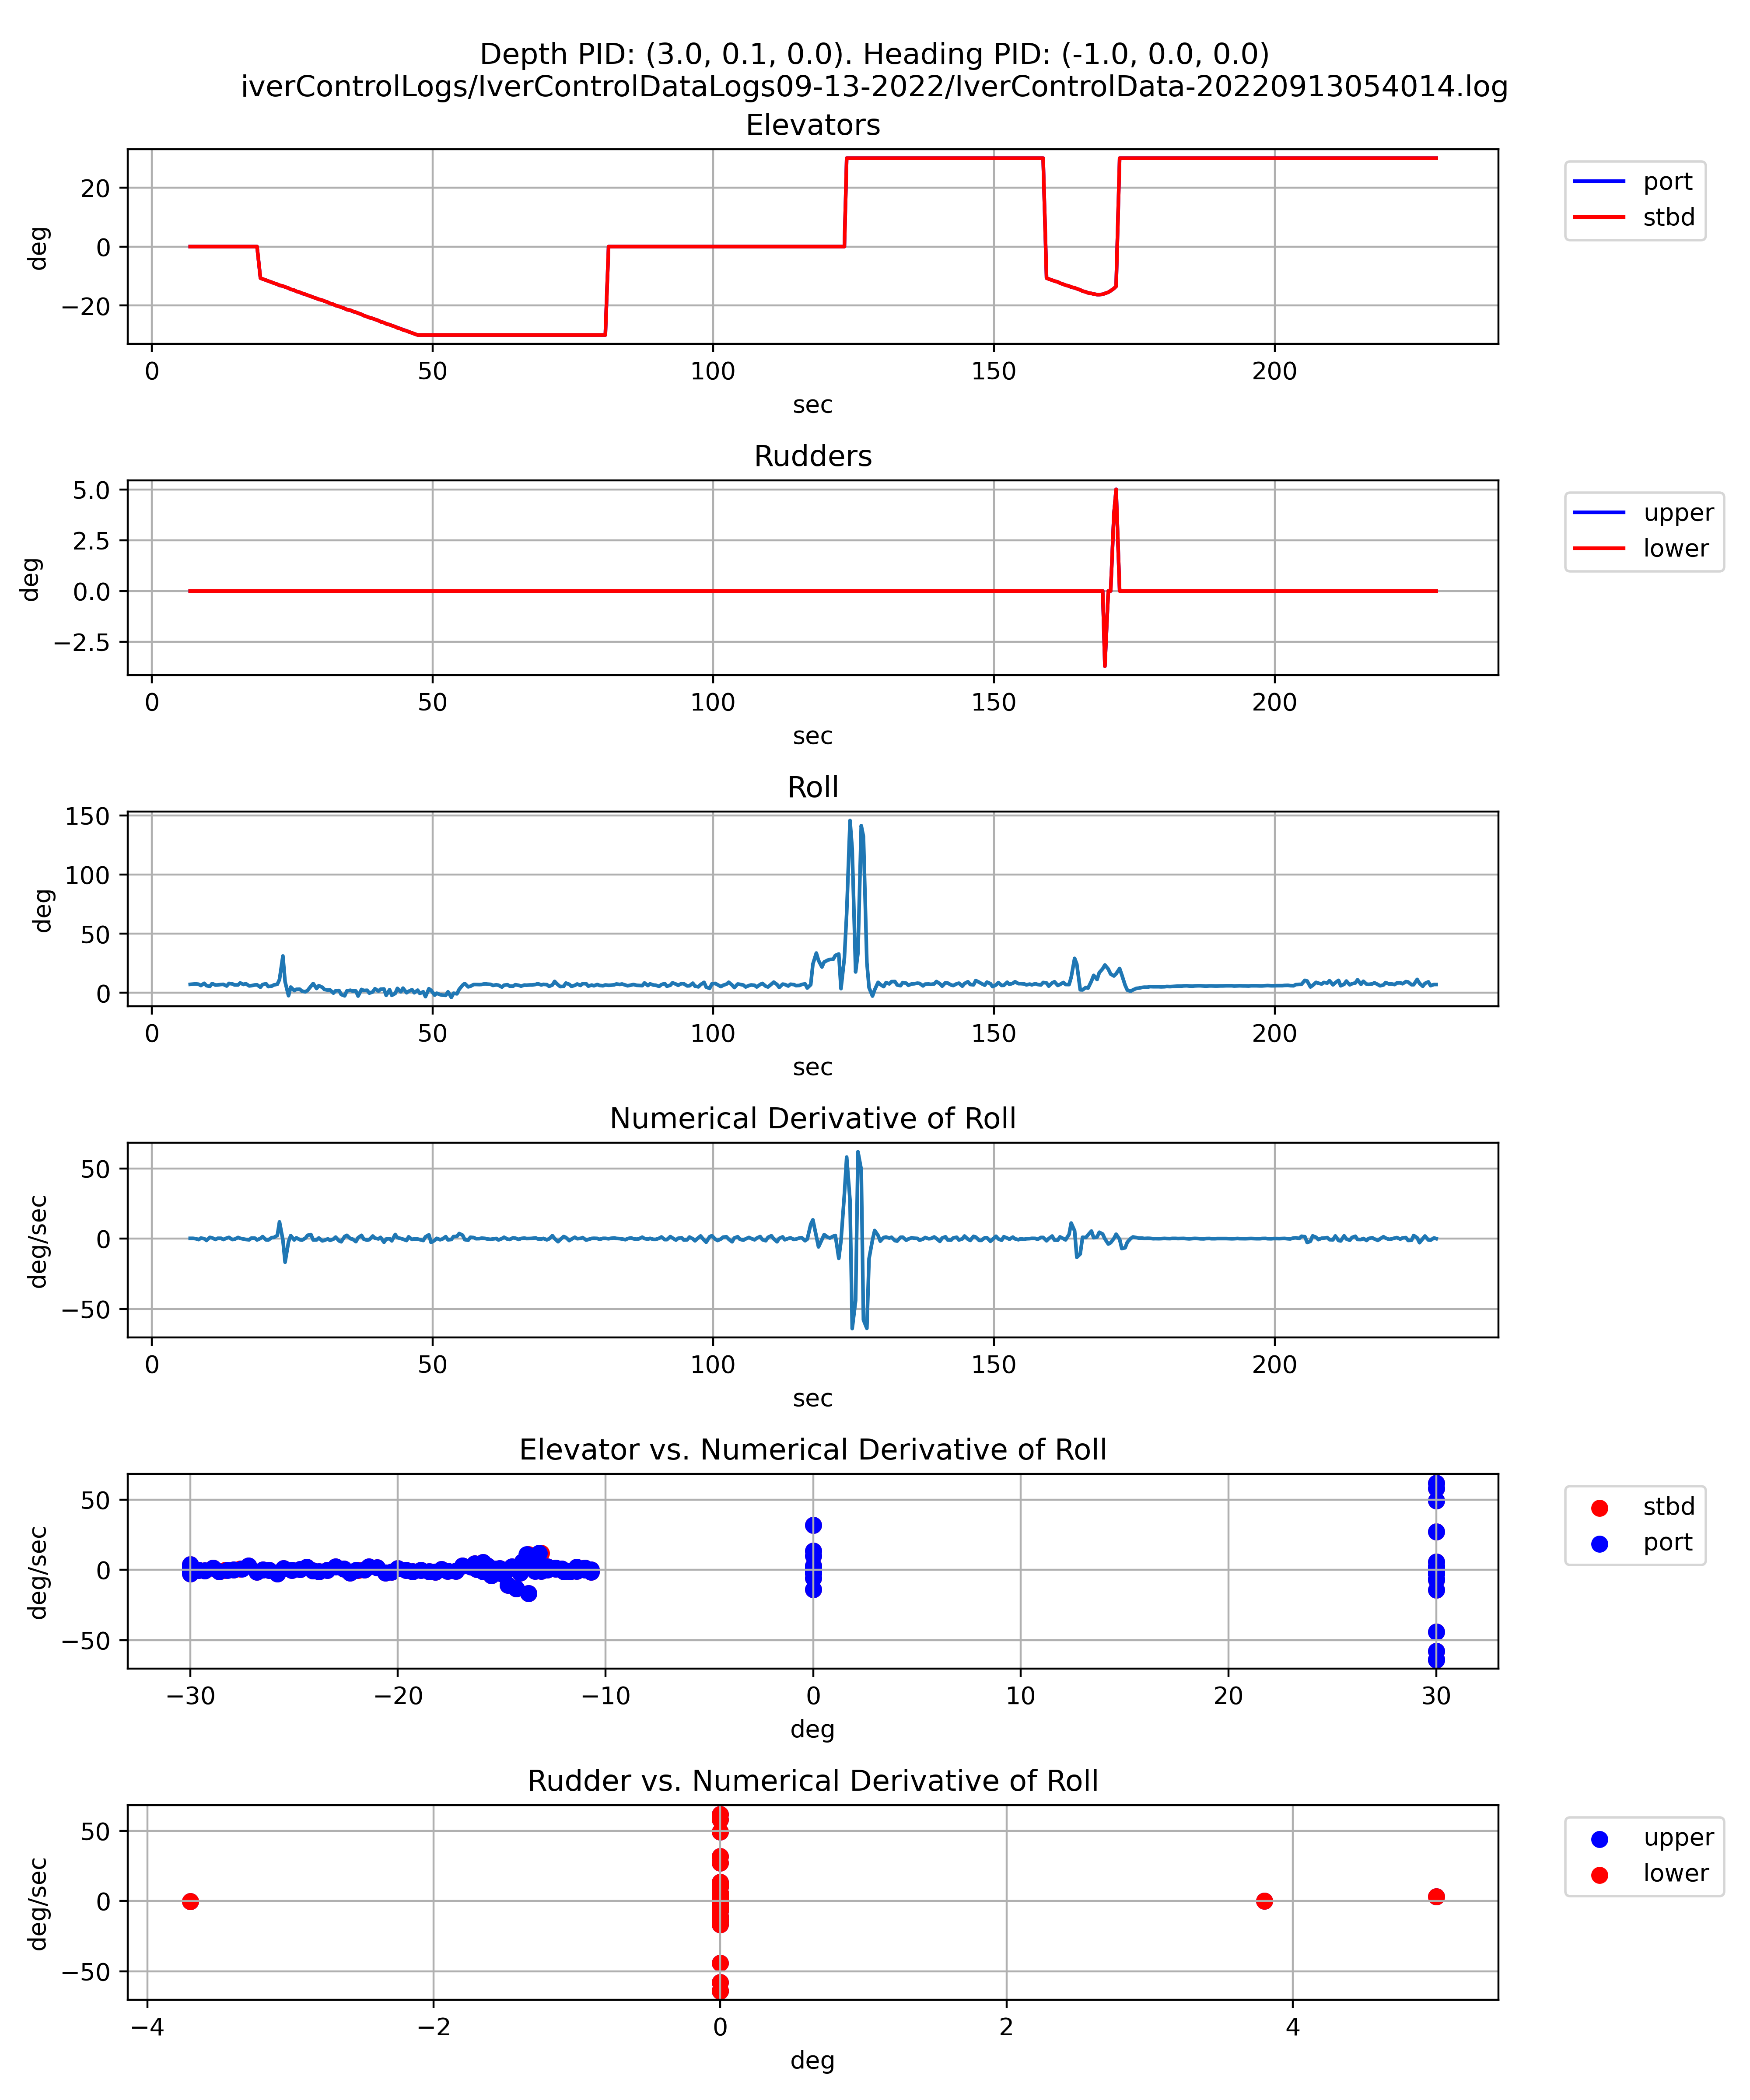 Depth PID: (3.0, 0.1, 0.0). Heading PID: (-1.0, 0.0, 0.0)
iverControlLogs/IverControlDataLogs09-13-2022/IverControlData-20220913054014.log
Elevators
20
0
−20
deg
0 50 100 150 200
sec
port
stbd
Rudders
5.0
2.5
0.0
−2.5
deg
0 50 100 150 200
sec
upper
lower
Roll
150
100
50
0
deg
0 50 100 150 200
sec
Numerical Derivative of Roll
50
0
−50
deg/sec
0 50 100 150 200
sec
Elevator vs. Numerical Derivative of Roll
50
0
−50
deg/sec
−30 −20 −10 0 10 20 30
deg
stbd
port
Rudder vs. Numerical Derivative of Roll
50
0
−50
deg/sec
−4 −2 0 2 4
deg
upper
lower